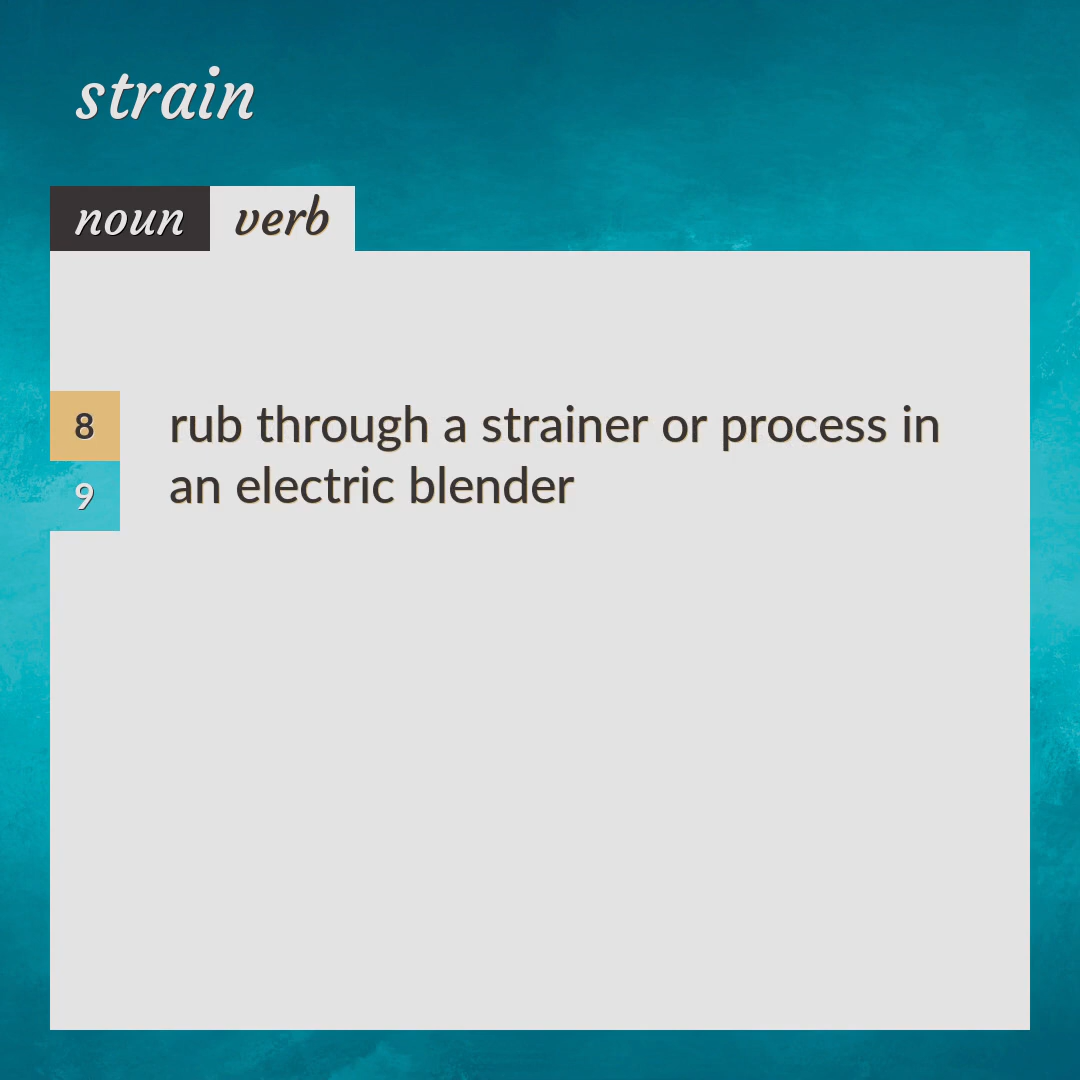 strain
noun verb
8 rub through a strainer or process in
9 an electric blender